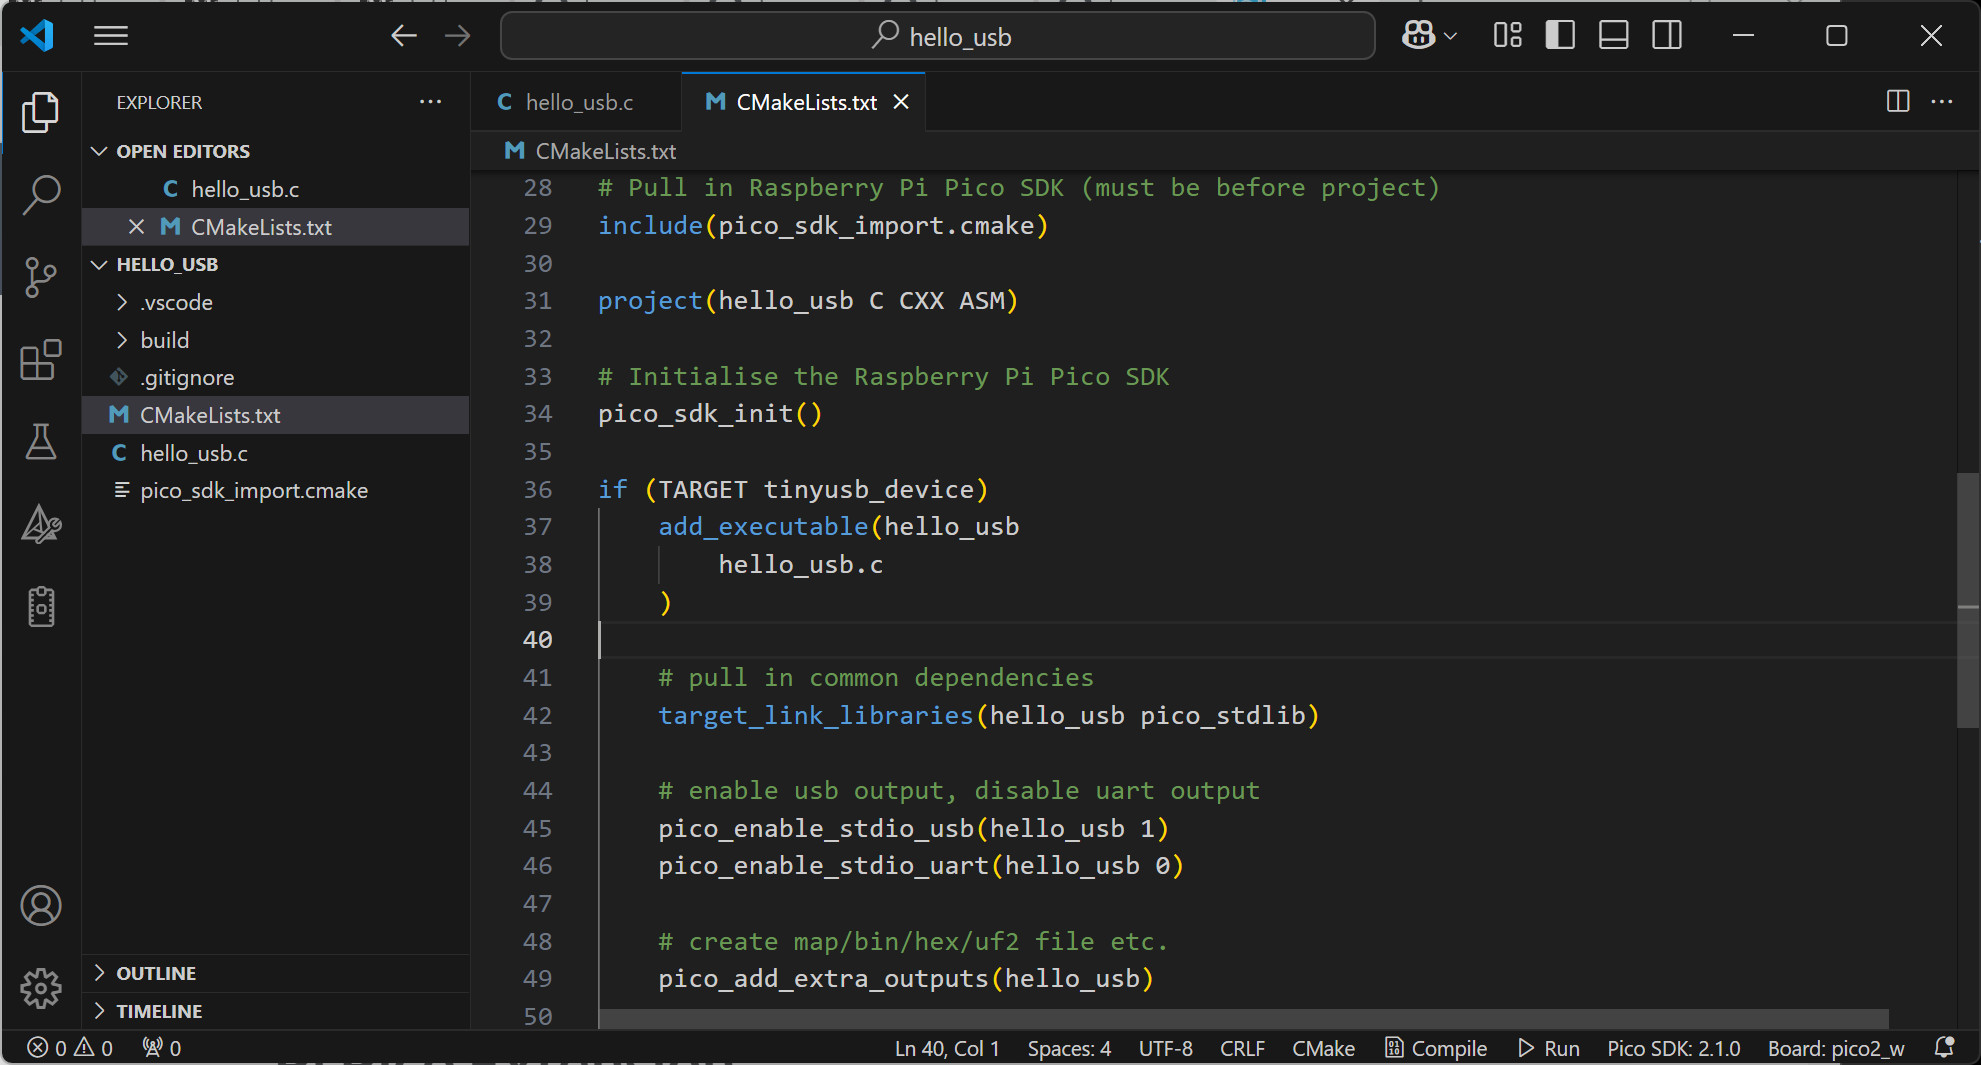 hello_usb
EXPLORER
OPEN EDITORS
hello_usb.c
CMakeLists.txt
HELLO_USB
.vscode
build
.gitignore
CMakeLists.txt
hello_usb.c
pico_sdk_import.cmake
OUTLINE
TIMELINE
hello_usb.c
CMakeLists.txt
CMakeLists.txt
28 # Pull in Raspberry Pi Pico SDK (must be before project)
29 include(pico_sdk_import.cmake)
30
31 project(hello_usb C CXX ASM)
32
33 # Initialise the Raspberry Pi Pico SDK
34 pico_sdk_init()
35
36 if (TARGET tinyusb_device)
37 add_executable(hello_usb
38 hello_usb.c
39 )
40
41 # pull in common dependencies
42 target_link_libraries(hello_usb pico_stdlib)
43
44 # enable usb output, disable uart output
45 pico_enable_stdio_usb(hello_usb 1)
46 pico_enable_stdio_uart(hello_usb 0)
47
48 # create map/bin/hex/uf2 file etc.
49 pico_add_extra_outputs(hello_usb)
50
0 0 0 Ln 40, Col 1 Spaces: 4 UTF-8 CRLF CMake Compile Run Pico SDK: 2.1.0 Board: pico2_w